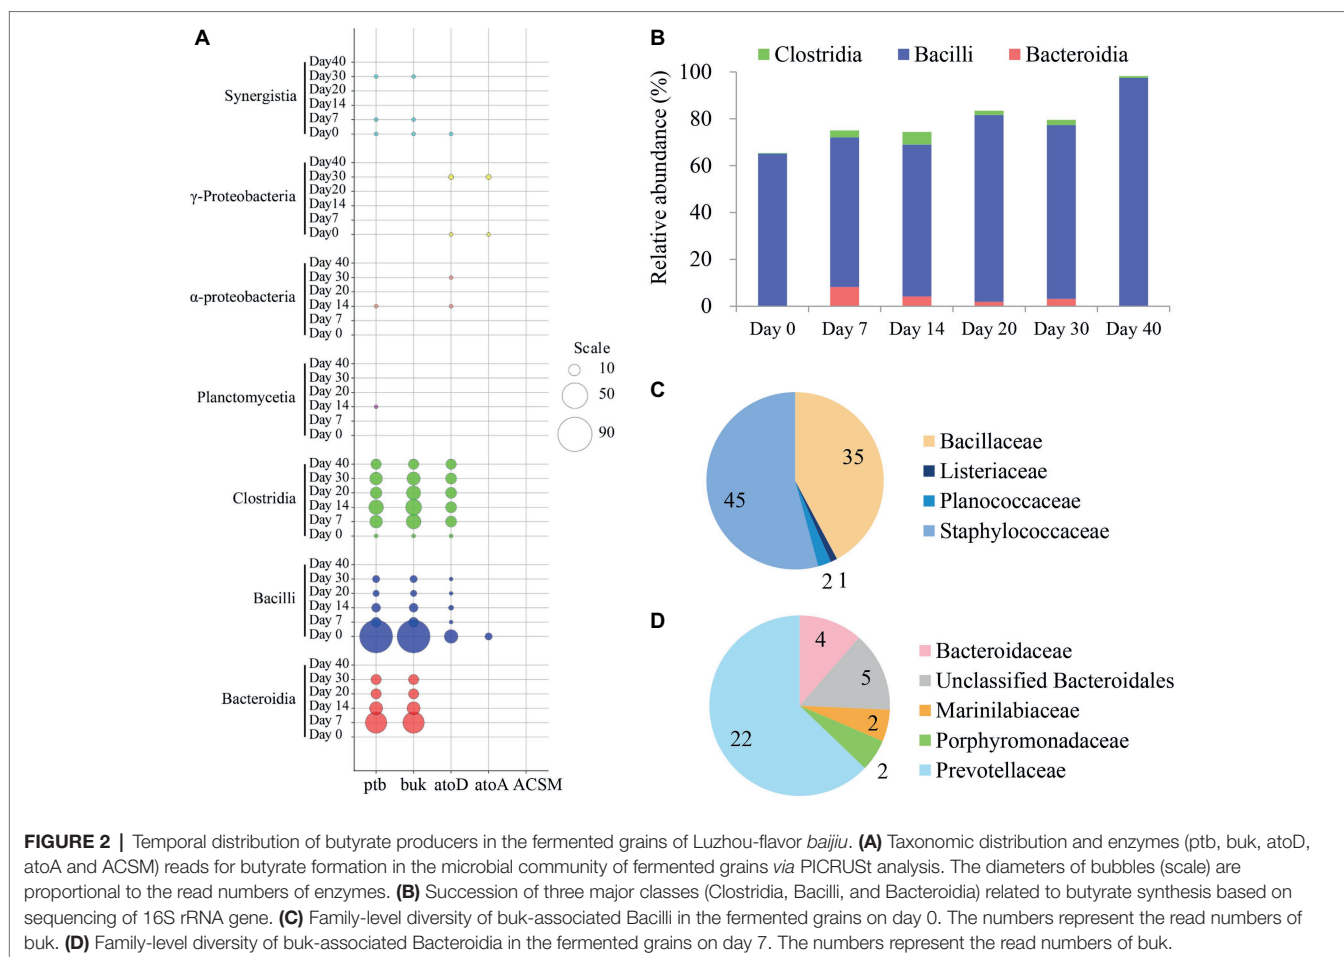 A
Synergistia
Day40
Day30
Day20
Day14
Day7
Day0
γ-Proteobacteria
Day40
Day30
Day20
Day14
Day7
Day0
α-proteobacteria
Day 40
Day 30
Day 20
Day 14
Day 7
Day 0
Planctomycetia
Day 40
Day 30
Day 20
Day 14
Day 7
Day 0
Clostridia
Day 40
Day 30
Day 20
Day 14
Day 7
Day 0
Bacilli
Day 40
Day 30
Day 20
Day 14
Day 7
Day 0
Bacteroidia
Day 40
Day 30
Day 20
Day 14
Day 7
Day 0
ptb buk atoD atoA ACSM
Scale
10
50
90
B
Clostridia Bacilli Bacteroidia
Relative abundance (%)
100
80
60
40
20
0
Day 0 Day 7 Day 14 Day 20 Day 30 Day 40
C
35
45
2 1
Bacillaceae
Listeriaceae
Planococcaceae
Staphylococcaceae
D
4
5
2
2
22
Bacteroidaceae
Unclassified Bacteroidales
Marinilabiaceae
Porphyromonadaceae
Prevotellaceae
FIGURE 2 | Temporal distribution of butyrate producers in the fermented grains of Luzhou-flavor baijiu. (A) Taxonomic distribution and enzymes (ptb, buk, atoD,
atoA and ACSM) reads for butyrate formation in the microbial community of fermented grains via PICRUSt analysis. The diameters of bubbles (scale) are
proportional to the read numbers of enzymes. (B) Succession of three major classes (Clostridia, Bacilli, and Bacteroidia) related to butyrate synthesis based on
sequencing of 16S rRNA gene. (C) Family-level diversity of buk-associated Bacilli in the fermented grains on day 0. The numbers represent the read numbers of
buk. (D) Family-level diversity of buk-associated Bacteroidia in the fermented grains on day 7. The numbers represent the read numbers of buk.